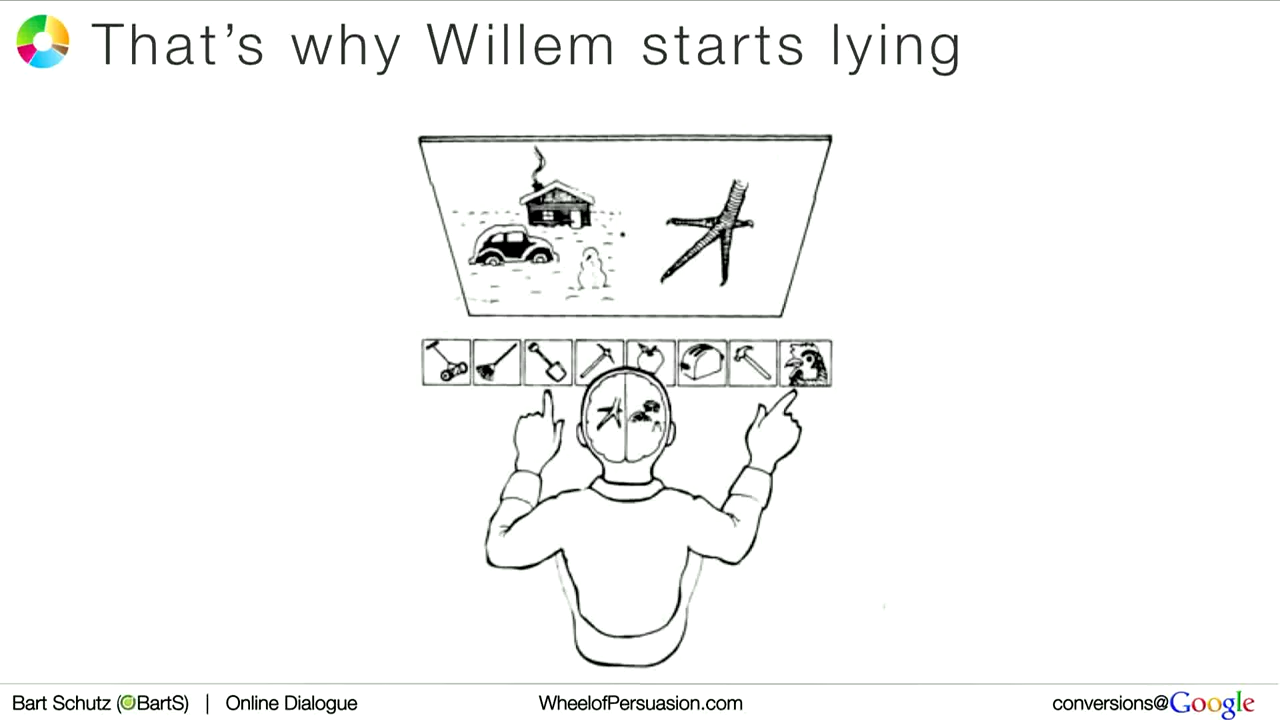 That's why Willem starts lying
Bart Schutz (@BartS) | Online Dialogue
WheelofPersuasion.com
conversions@Google